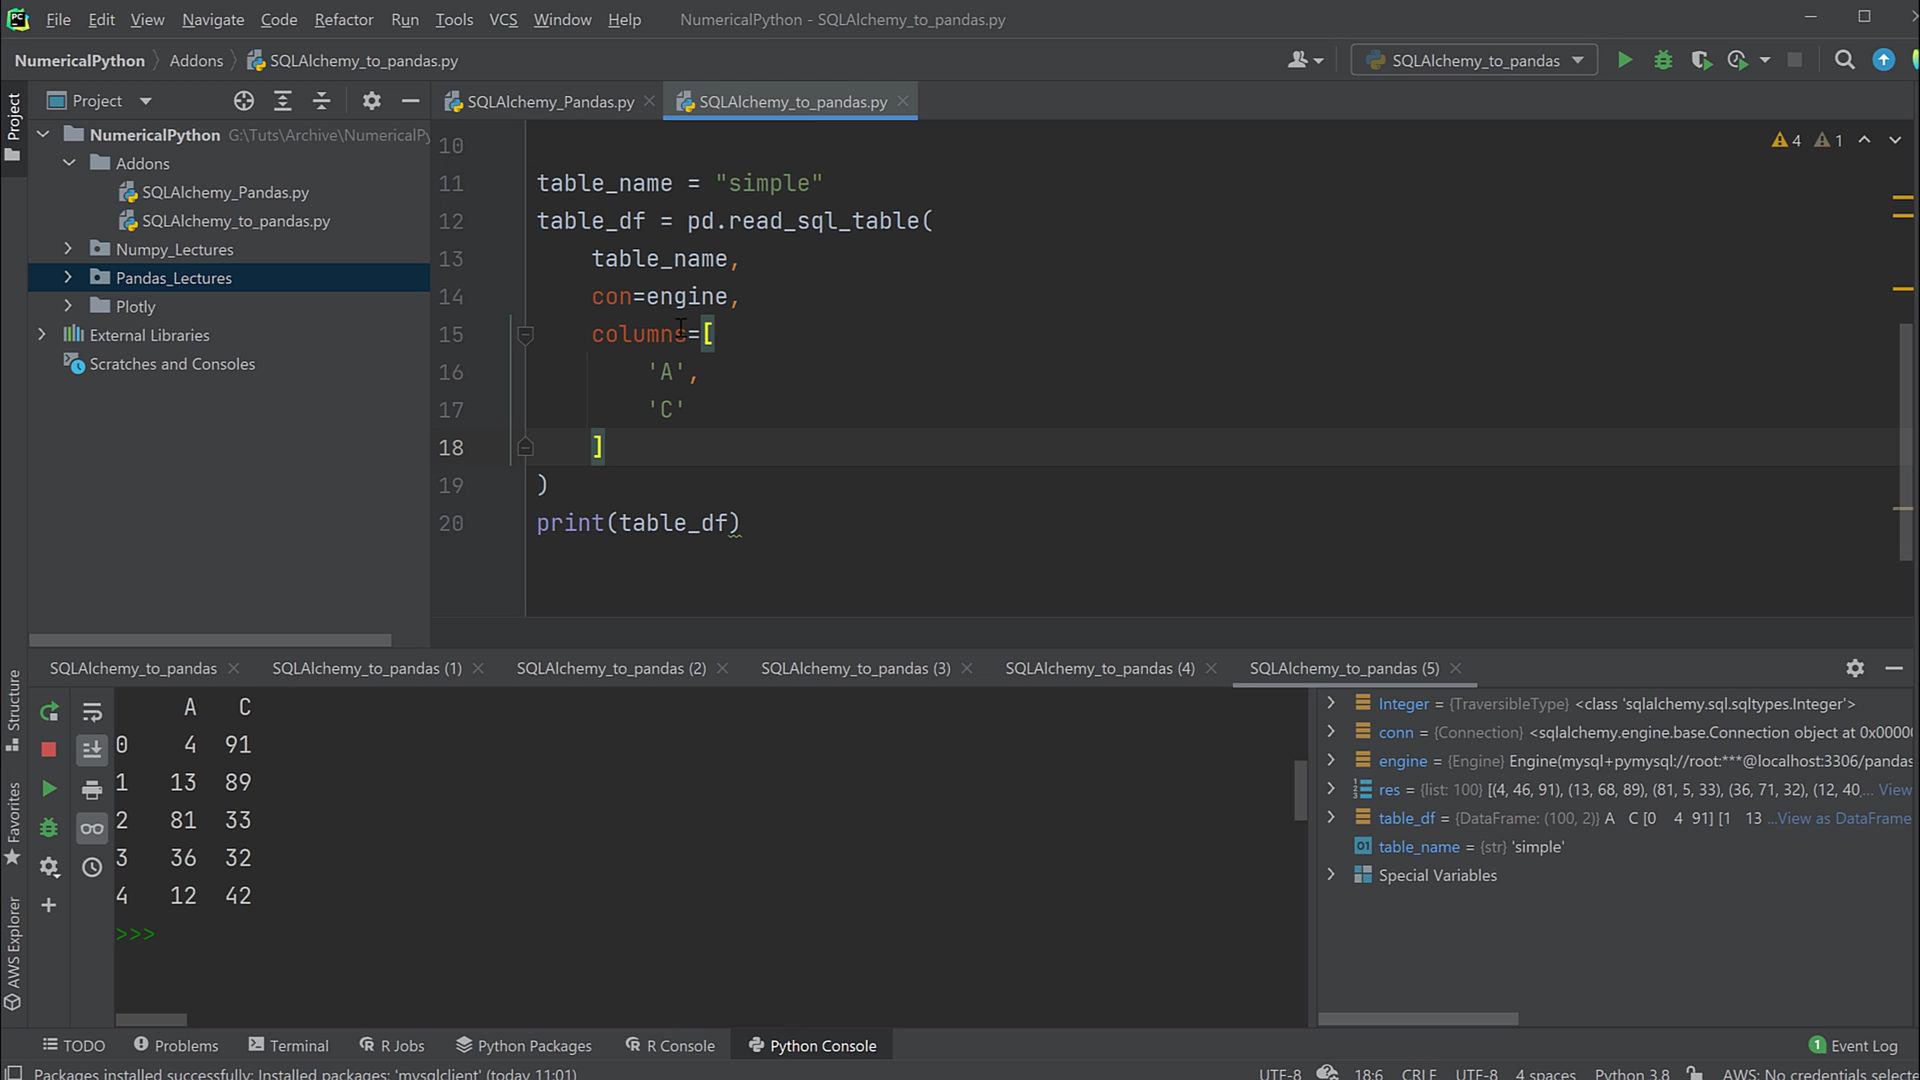 PC File Edit View Navigate Code Refactor Run Tools VCS Window Help NumericalPython - SQLAlchemy_to_pandas.py
NumericalPython Addons SQLAlchemy_to_pandas.py SQLAlchemy_to_pandas
Project SQLAlchemy_Pandas.py SQLAlchemy_to_pandas.py
Project
NumericalPython G:\Tuts\Archive\NumericalPy
Addons
SQLAlchemy_Pandas.py
SQLAlchemy_to_pandas.py
Numpy_Lectures
Pandas_Lectures
Plotly
External Libraries
Scratches and Consoles
4 1
10
11 table_name = "simple"
12 table_df = pd.read_sql_table(
13 table_name,
14 con=engine,
15 columns=[
16 'A',
17 'C'
18 ]
19 )
20 print(table_df)
SQLAlchemy_to_pandas SQLAlchemy_to_pandas (1) SQLAlchemy_to_pandas (2) SQLAlchemy_to_pandas (3) SQLAlchemy_to_pandas (4) SQLAlchemy_to_pandas (5)
Structure
Favorites
AWS Explorer
A C
0 4 91
1 13 89
2 81 33
3 36 32
4 12 42
>>>
Integer = {TraversibleType} <class 'sqlalchemy.sql.sqltypes.Integer'>
conn = {Connection} <sqlalchemy.engine.base.Connection object at 0x00000
engine = {Engine} Engine(mysql+pymysql://root:***@localhost:3306/pandas
res = {list: 100} [(4, 46, 91), (13, 68, 89), (81, 5, 33), (36, 71, 32), (12, 40,... View
table_df = {DataFrame: (100, 2)} A C [0 4 91] [1 13 ...View as DataFrame
01 table_name = {str} 'simple'
Special Variables
TODO Problems Terminal R Jobs Python Packages R Console Python Console 1 Event Log
Packages installed successfully: Installed packages: 'mysqlclient' (today 11:01) UTF-8 18:6 CRLF UTF-8 4 spaces Python 3.8 AWS: No credentials selecte